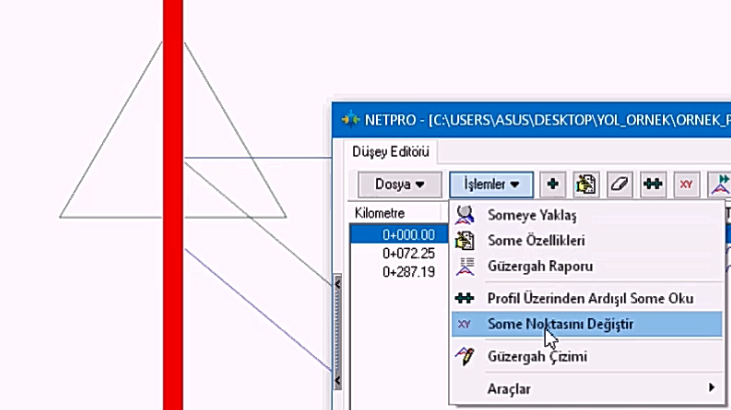 NETPRO - [C:\USERS\ASUS\DESKTOP\YOL_ORNEK\ORNEK_P
Düşey Editörü
Dosya İşlemler XY
Kilometre
0+000.00
0+072.25
0+287.19
Someye Yaklaş
Some Özellikleri
Güzergah Raporu
Profil Üzerinden Ardışıl Some Oku
XY Some Noktasını Değiştir
Güzergah Çizimi
Araçlar